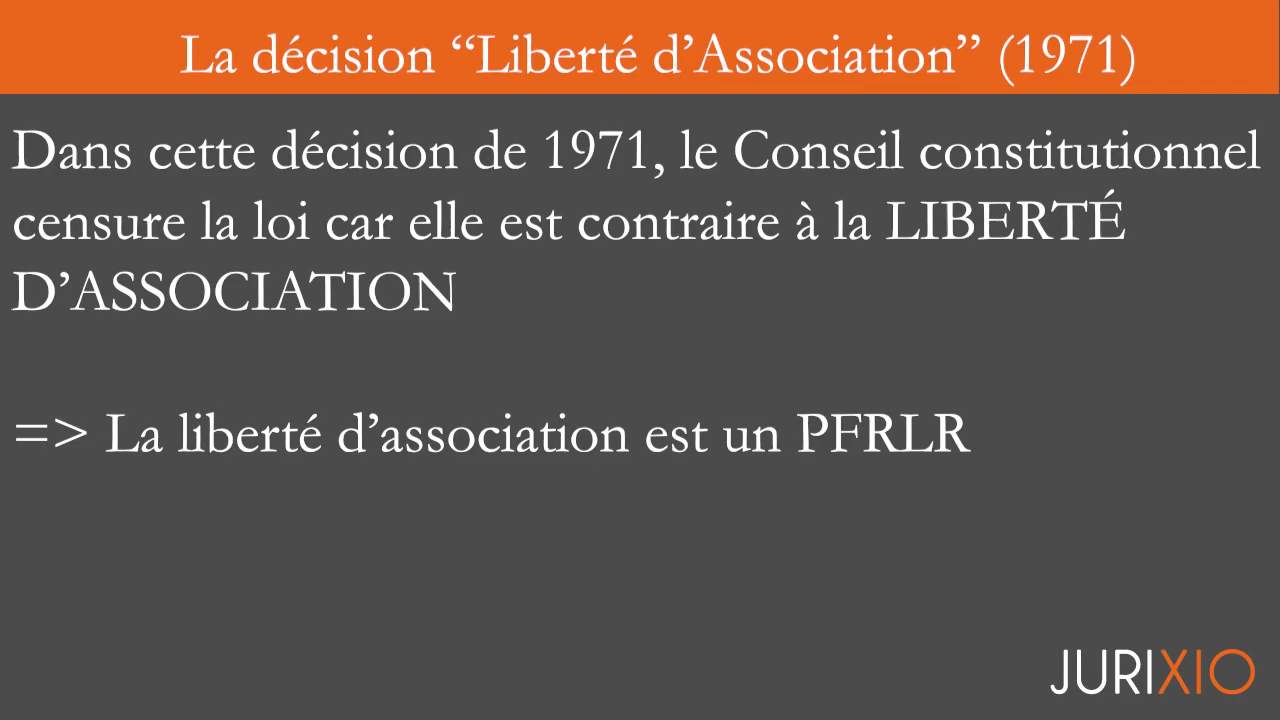 La décision “Liberté d’Association” (1971)
Dans cette décision de 1971, le Conseil constitutionnel
censure la loi car elle est contraire à la LIBERTÉ
D’ASSOCIATION
=> La liberté d’association est un PFRLR
JURIXIO